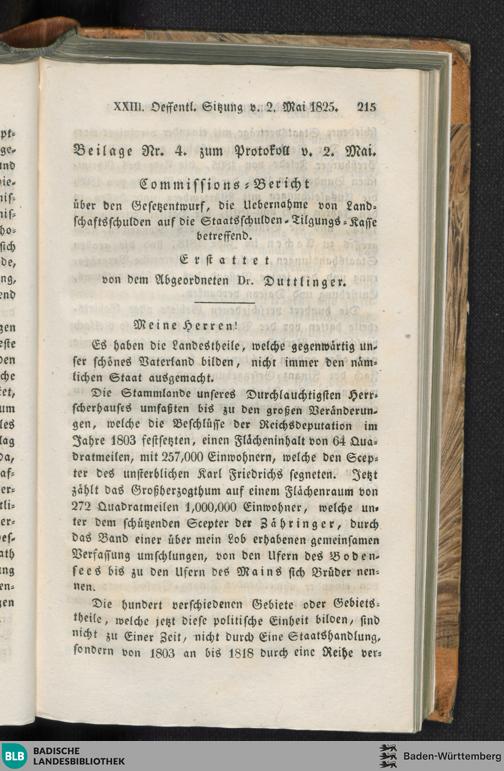 XXIII. Oeffentl. Sitzung v. 2. Mai 1825. 215
Beilage Nr. 4. zum Protokoll v. 2. Mai.
Commissions-Bericht
über den Gesetzentwurf, die Uebernahme von Land-
schaftsschulden auf die Staatsschulden-Tilgungs-Kasse
betreffend.
Erstattet
von dem Abgeordneten Dr. Duttlinger.
Meine Herren!
Es haben die Landestheile, welche gegenwärtig un-
ser schönes Vaterland bilden, nicht immer den näm-
lichen Staat ausgemacht.
Die Stammlande unseres Durchlauchtigsten Herr-
scherhauses umfaßten bis zu den großen Veränderun-
gen, welche die Beschlüsse der Reichsdeputation im
Jahre 1803 festsetzten, einen Flächeninhalt von 64 Qua-
dratmeilen, mit 257,000 Einwohnern, welche den Scep-
ter des unsterblichen Karl Friedrichs segneten. Jetzt
zählt das Großherzogthum auf einem Flächenraum von
272 Quadratmeilen 1,000,000 Einwohner, welche un-
ter dem schützenden Scepter der Zähringer, durch
das Band einer über mein Lob erhabenen gemeinsamen
Verfassung umschlungen, von den Ufern des Boden-
sees bis zu den Ufern des Mains sich Brüder nen-
nen.
Die hundert verschiedenen Gebiete oder Gebiets-
theile, welche jetzt diese politische Einheit bilden, sind
nicht zu Einer Zeit, nicht durch Eine Staatshandlung,
sondern von 1803 an bis 1818 durch eine Reihe ver-
BLB BADISCHE
LANDESBIBLIOTHEK
Baden-Württemberg